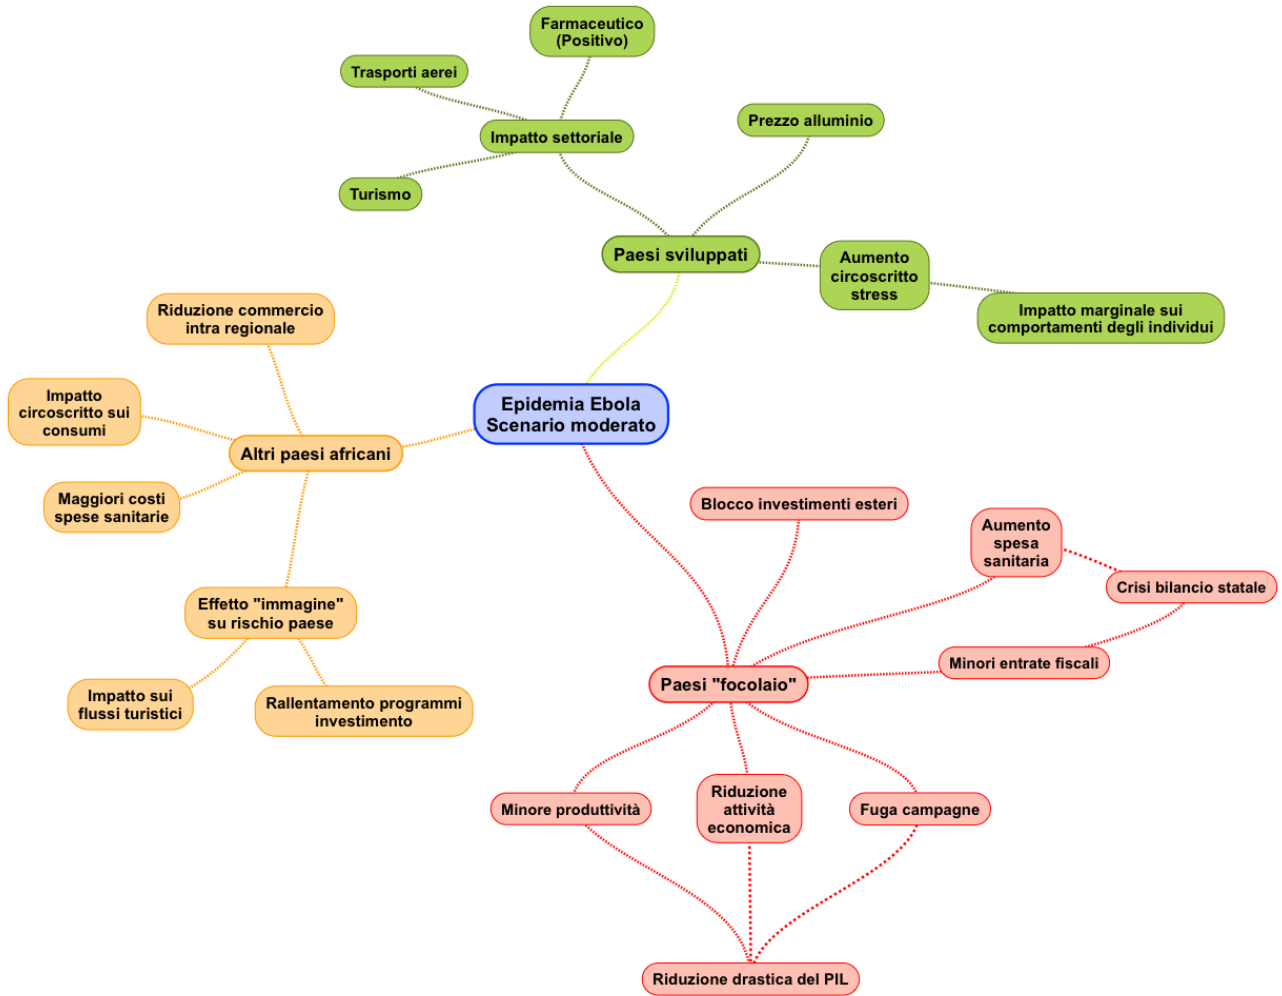 Farmaceutico
(Positivo)
Trasporti aerei
Impatto settoriale
Prezzo alluminio
Turismo
Paesi sviluppati
Aumento
circoscritto
stress
Impatto marginale sui
comportamenti degli individui
Riduzione commercio
intra regionale
Impatto
circoscritto sui
consumi
Epidemia Ebola
Scenario moderato
Altri paesi africani
Maggiori costi
spese sanitarie
Blocco investimenti esteri
Aumento
spesa
sanitaria
Crisi bilancio statale
Effetto "immagine"
su rischio paese
Minori entrate fiscali
Paesi "focolaio"
Impatto sui
flussi turistici
Rallentamento programmi
investimento
Minore produttività
Riduzione
attività
economica
Fuga campagne
Riduzione drastica del PIL